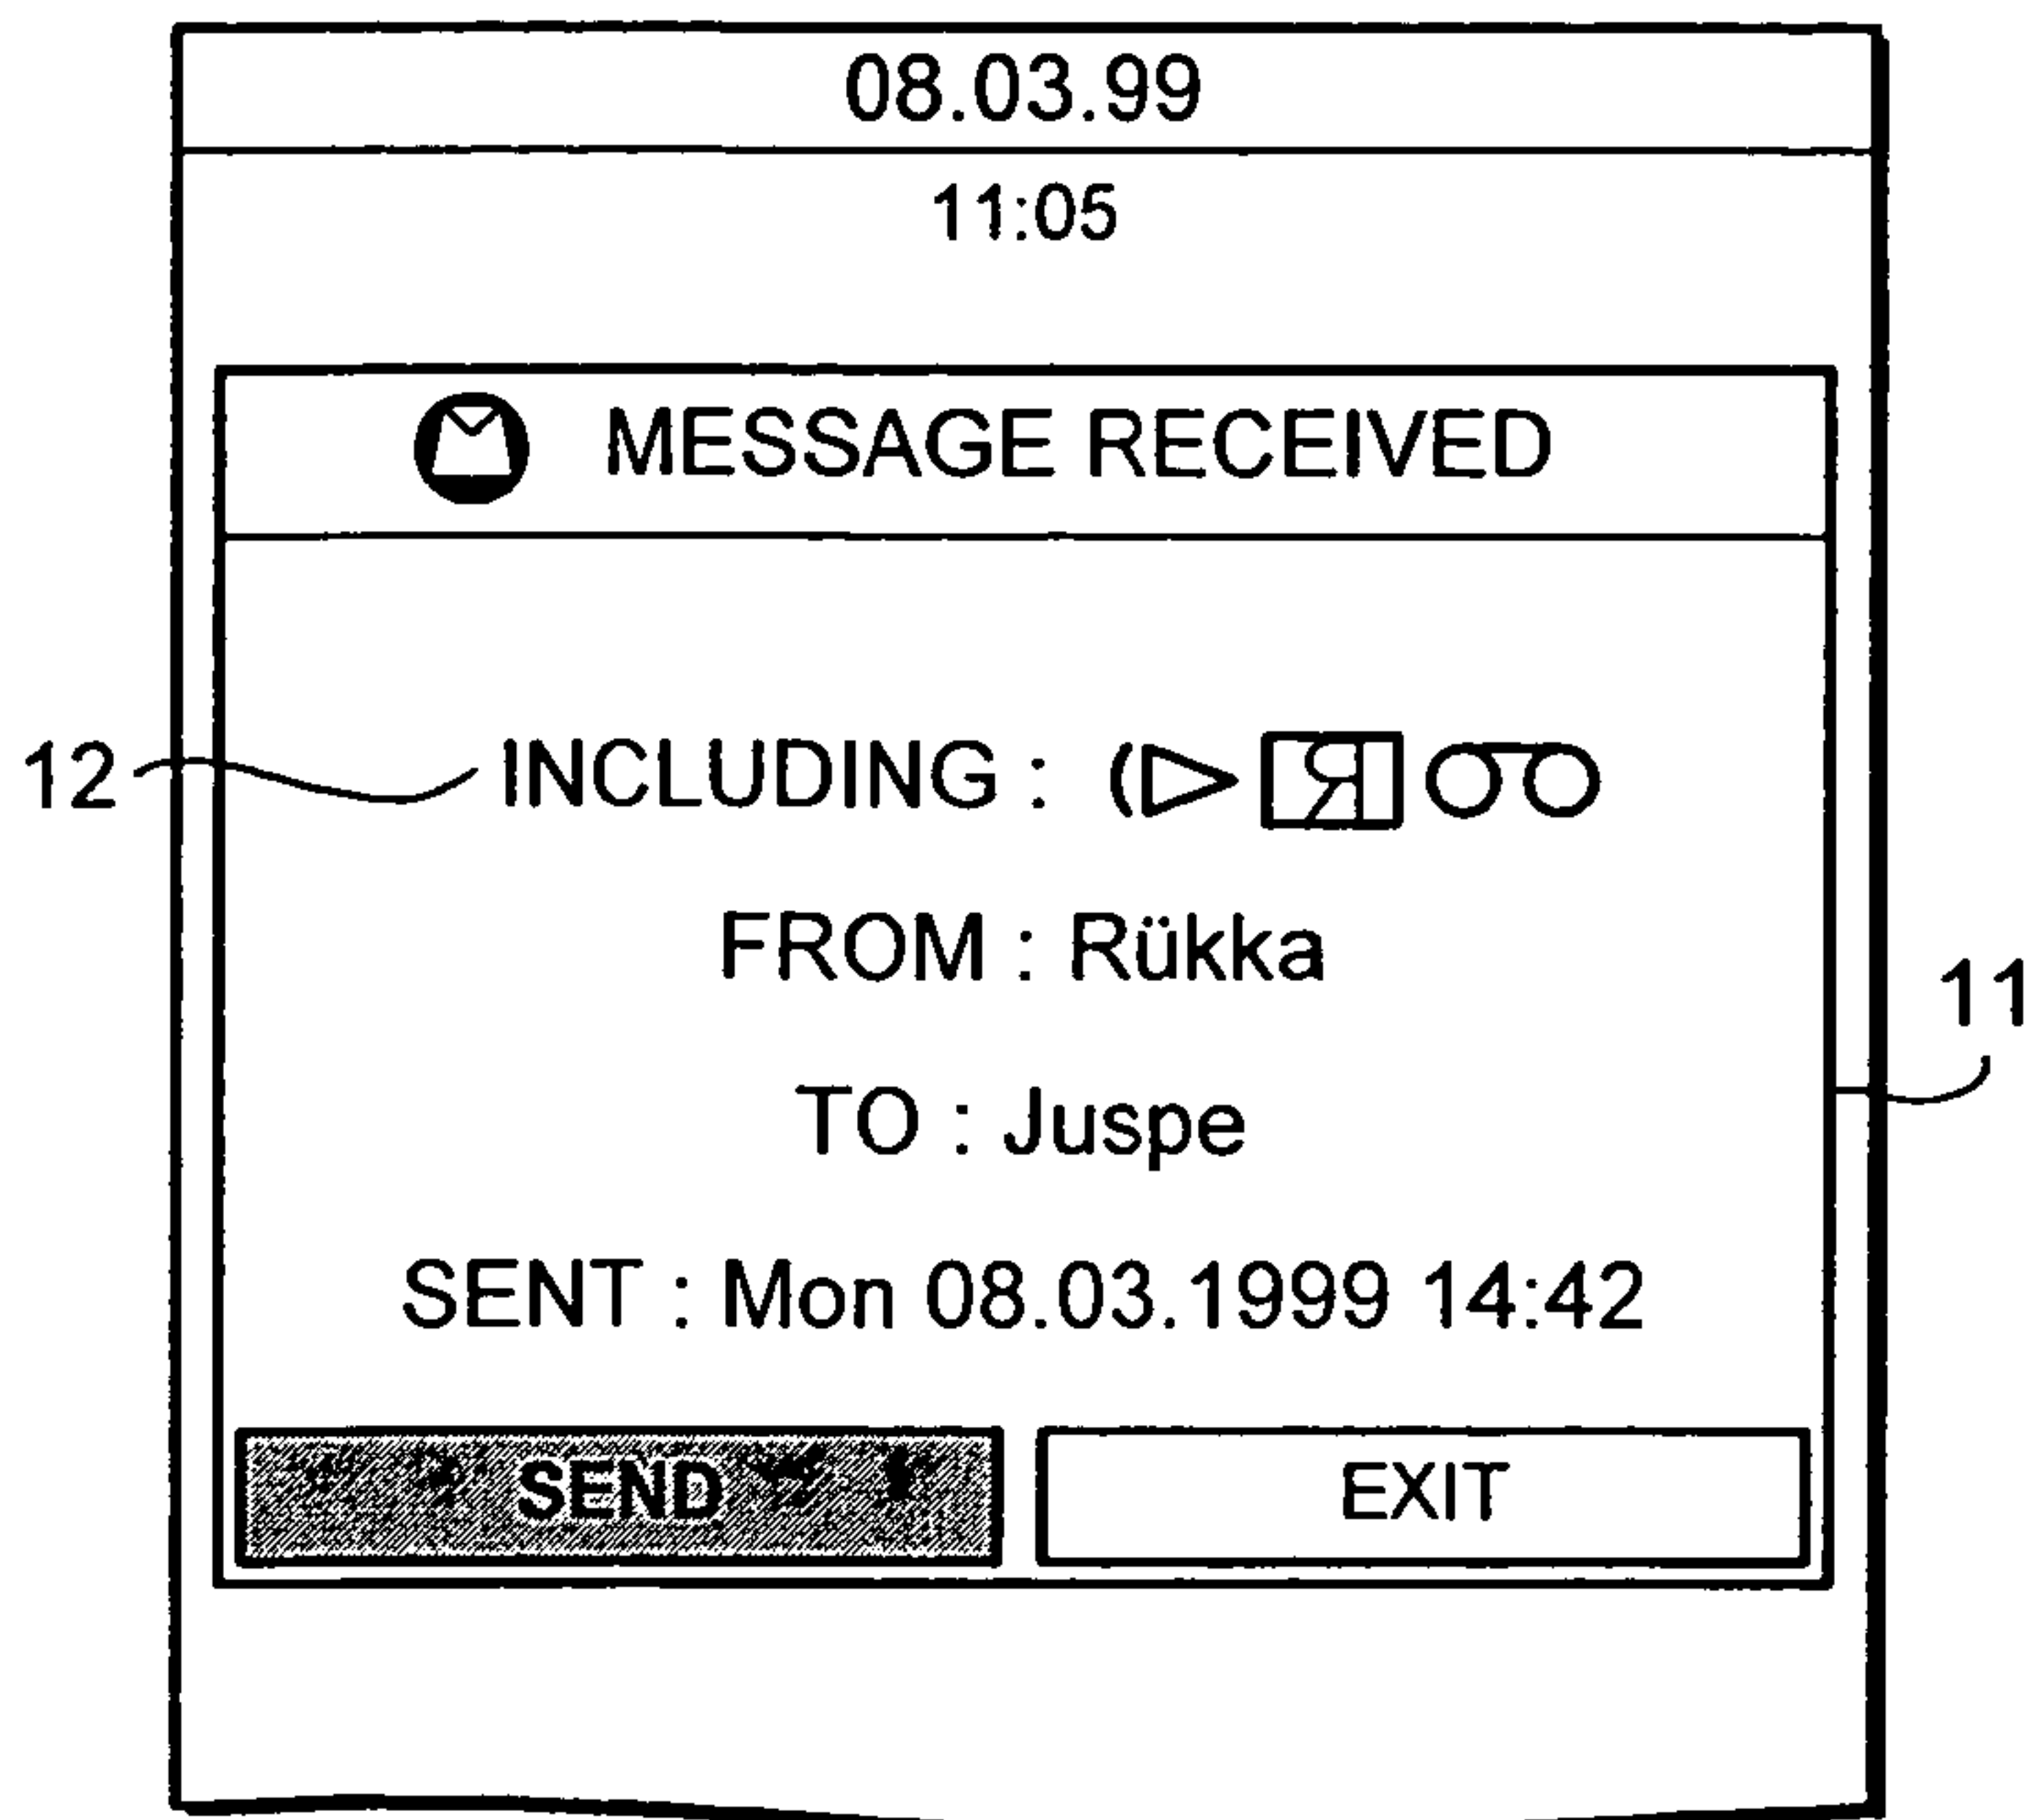 08.03.99
11:05
MESSAGE RECEIVED
12
INCLUDING :
FROM : Rükka
11
TO : Juspe
SENT : Mon 08.03.1999 14:42
SEND
EXIT